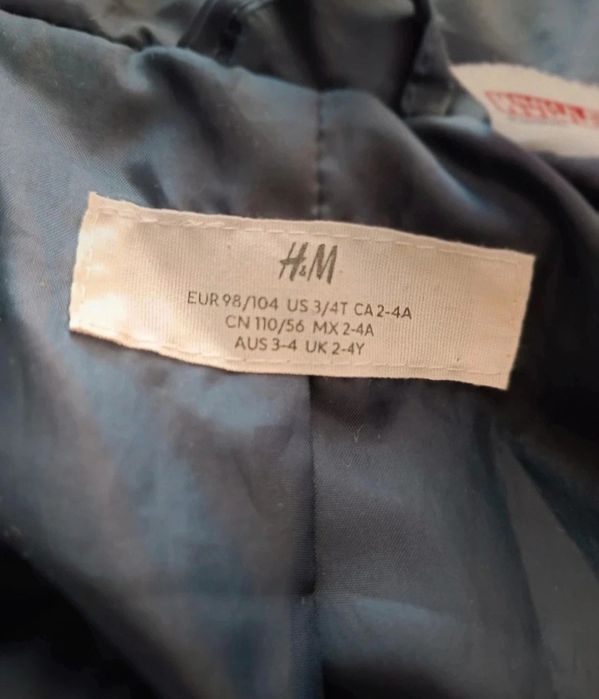 H&M
EUR 98/104 US 3/4T CA 2-4A
CN 110/56 MX 2-4A
AUS 3-4 UK 2-4Y